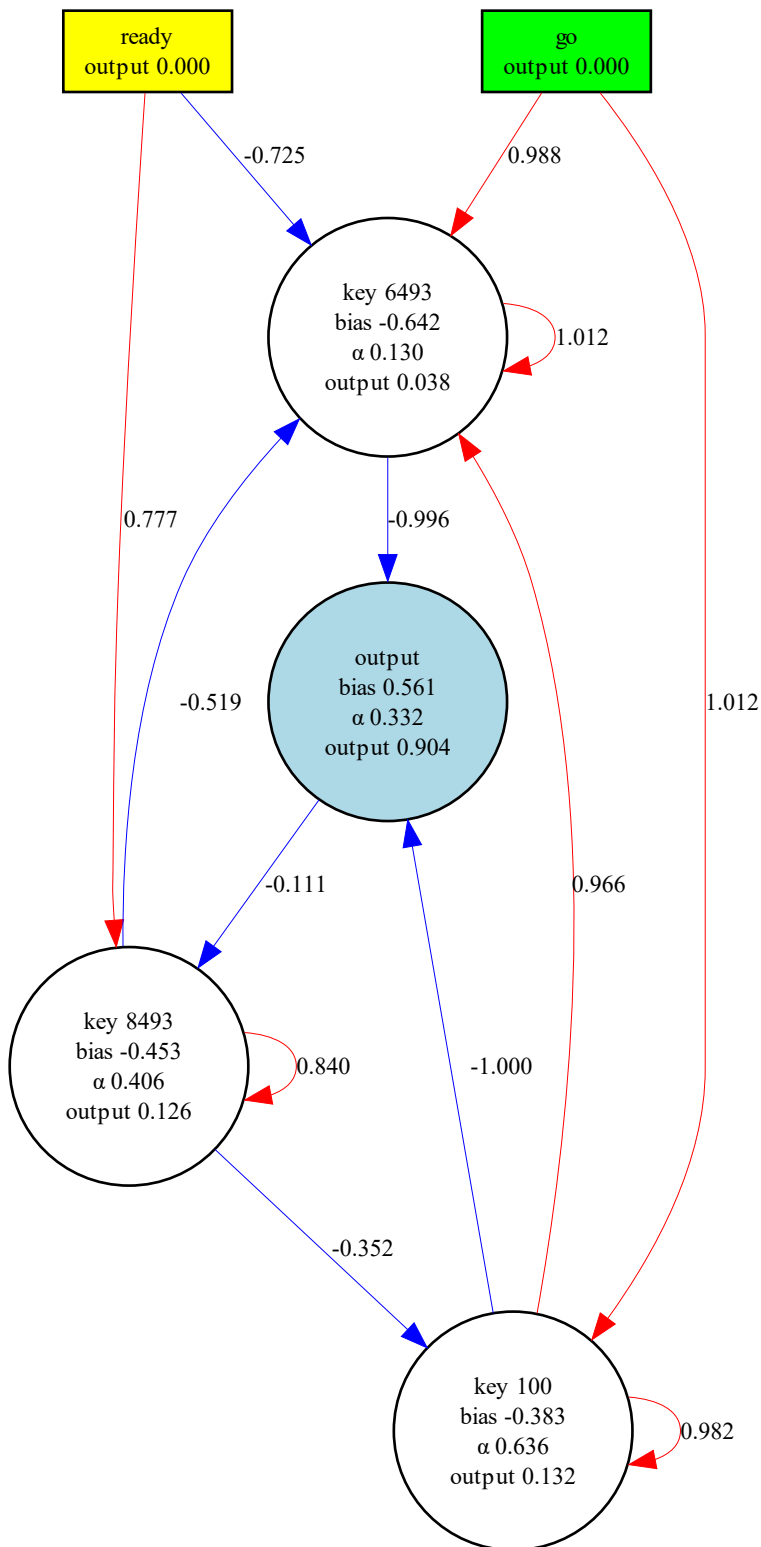 ready
output 0.000
go
output 0.000
-0.725
0.988
key 6493
bias -0.642
α 0.130
output 0.038
1.012
0.777
-0.996
-0.519
output
bias 0.561
α 0.332
output 0.904
1.012
-0.111
0.966
key 8493
bias -0.453
α 0.406
output 0.126
0.840
-1.000
-0.352
key 100
bias -0.383
α 0.636
output 0.132
0.982